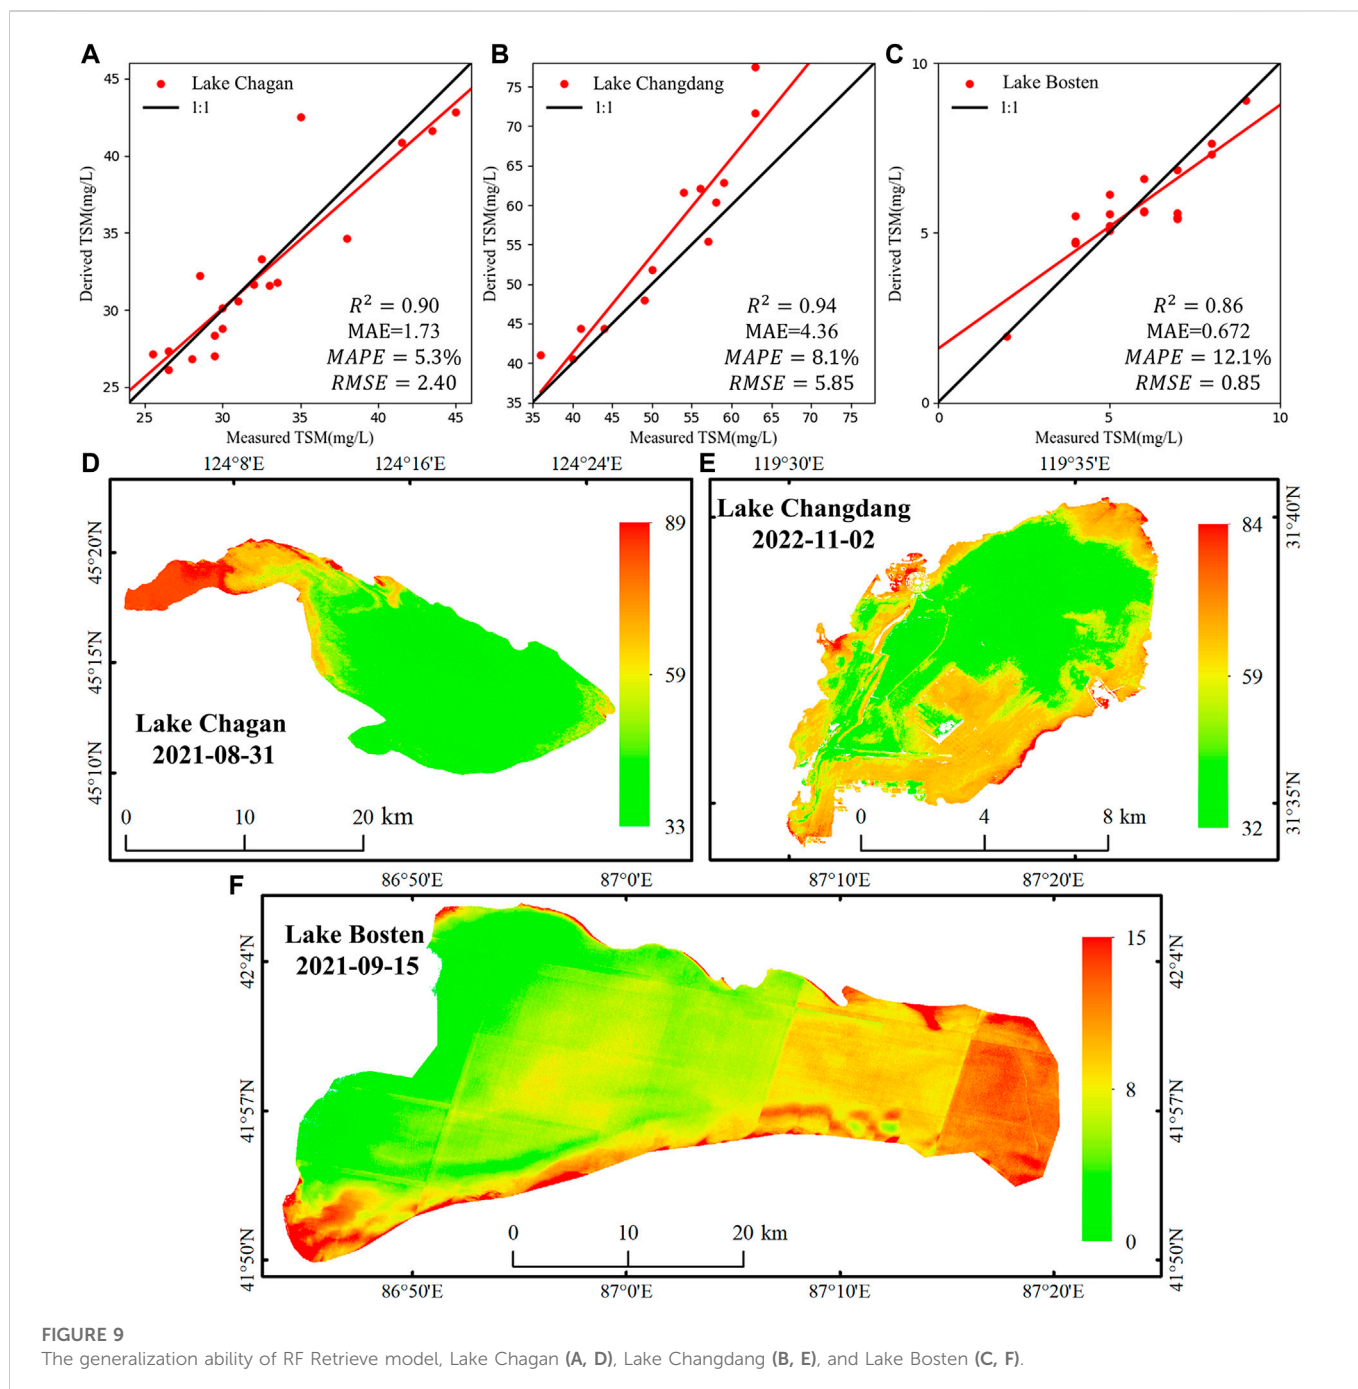 A
Lake Chagan
1:1
45
40
35
30
25
25
30
35
40
45
Derived TSM(mg/L)
Measured TSM(mg/L)
R² = 0.90
MAE=1.73
MAPE = 5.3%
RMSE = 2.40
B
Lake Changdang
1:1
75
70
65
60
55
50
45
40
35
35
40
45
50
55
60
65
70
75
Derived TSM(mg/L)
Measured TSM(mg/L)
R² = 0.94
MAE=4.36
MAPE = 8.1%
RMSE = 5.85
C
Lake Bosten
1:1
10
5
0
0
5
10
Derived TSM(mg/L)
Measured TSM(mg/L)
R² = 0.86
MAE=0.672
MAPE = 12.1%
RMSE = 0.85
D
124°8'E
124°16'E
124°24'E
45°20'N
45°15'N
45°10'N
Lake Chagan
2021-08-31
0
10
20 km
89
59
33
E
119°30'E
119°35'E
Lake Changdang
2022-11-02
31°40'N
31°35'N
84
59
32
0
4
8 km
F
86°50'E
87°0'E
87°10'E
87°20'E
Lake Bosten
2021-09-15
42°4'N
41°57'N
41°50'N
42°4'N
41°57'N
41°50'N
15
8
0
0
10
20 km
86°50'E
87°0'E
87°10'E
87°20'E
FIGURE 9
The generalization ability of RF Retrieve model, Lake Chagan (A, D), Lake Changdang (B, E), and Lake Bosten (C, F).